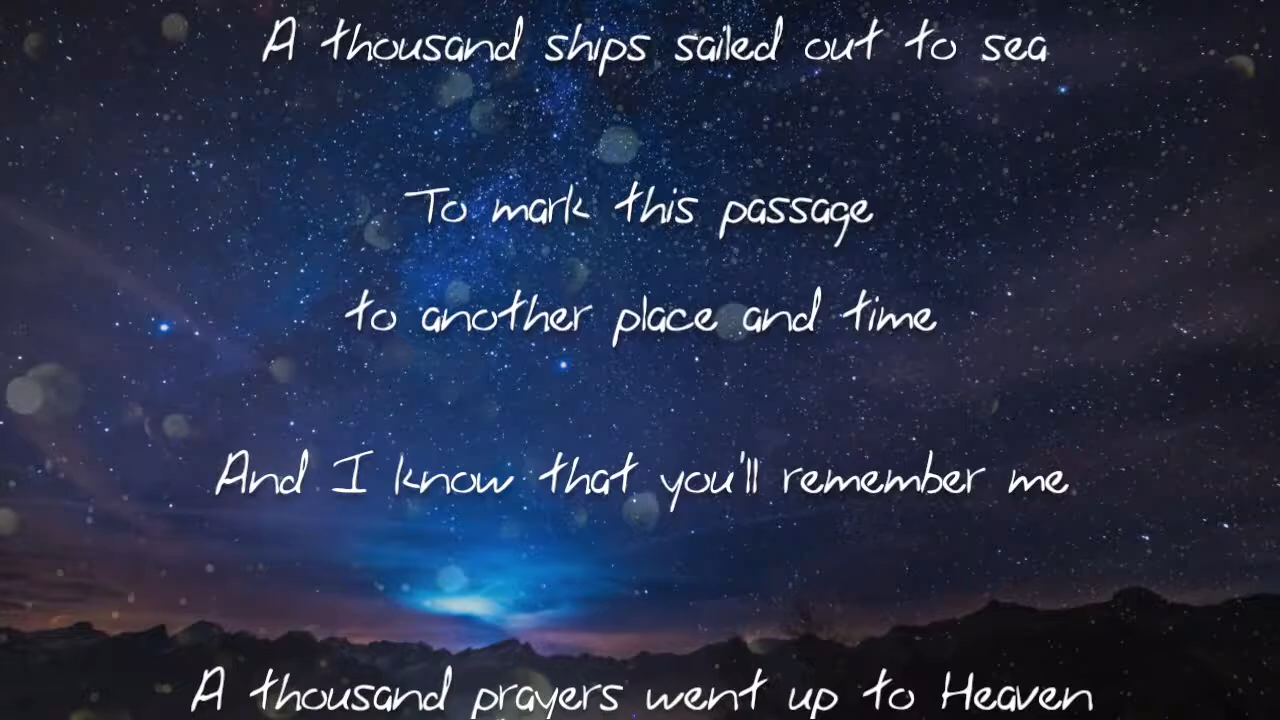 A thousand ships sailed out to sea
To mark this passage
to another place and time
And I know that you'll remember me
A thousand prayers went up to Heaven